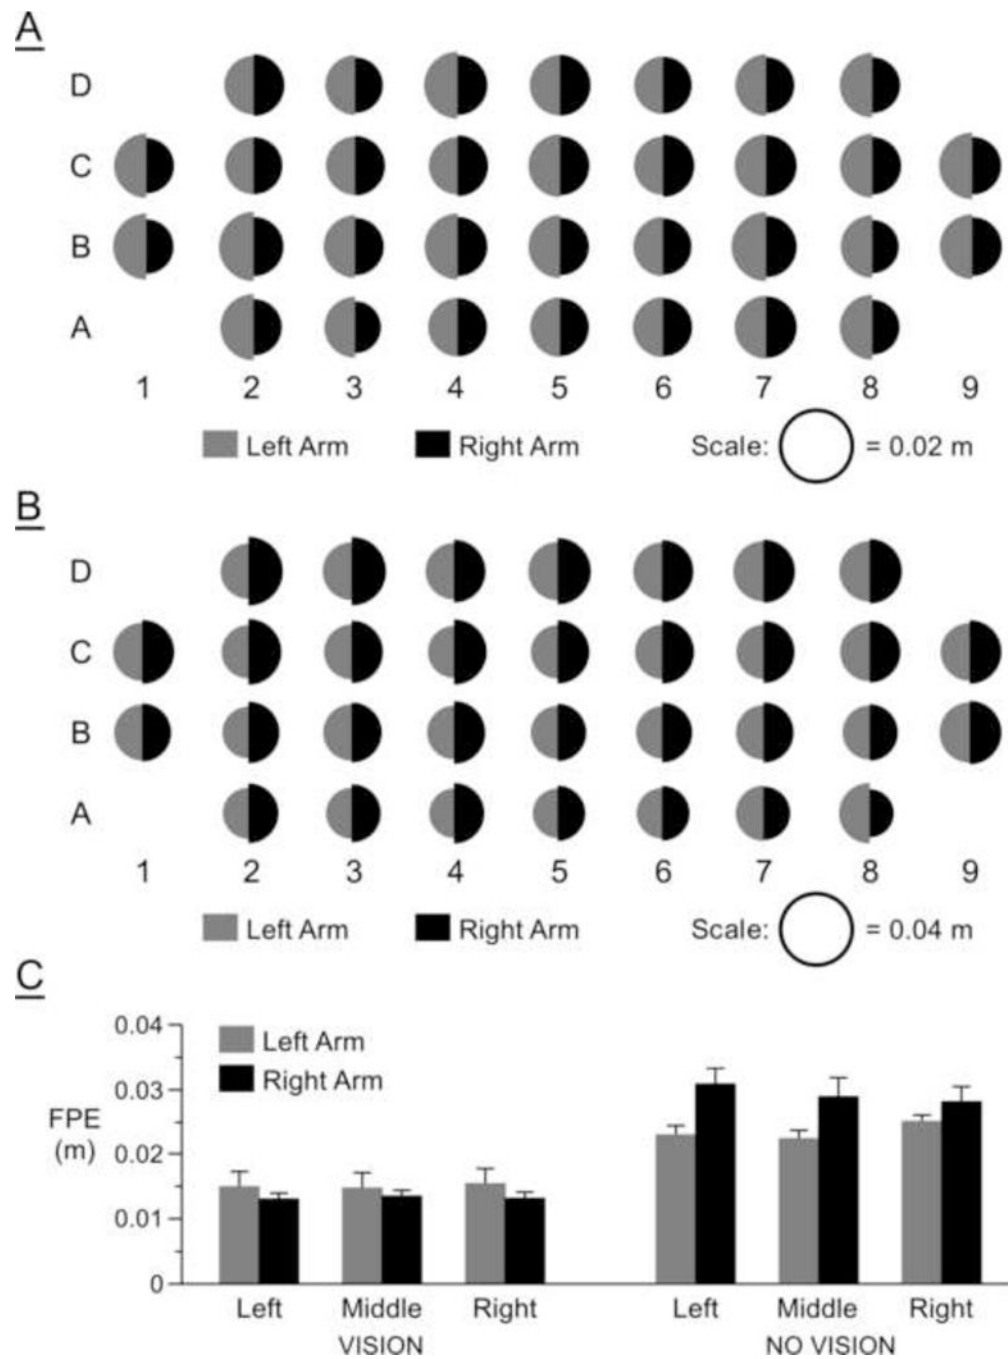 A
D
C
B
A
1 2 3 4 5 6 7 8 9
Left Arm Right Arm Scale: = 0.02 m
B
D
C
B
A
1 2 3 4 5 6 7 8 9
Left Arm Right Arm Scale: = 0.04 m
C
0.04
Left Arm
Right Arm
0.03
FPE
(m)
0.02
0.01
0
Left Middle Right Left Middle Right
VISION NO VISION